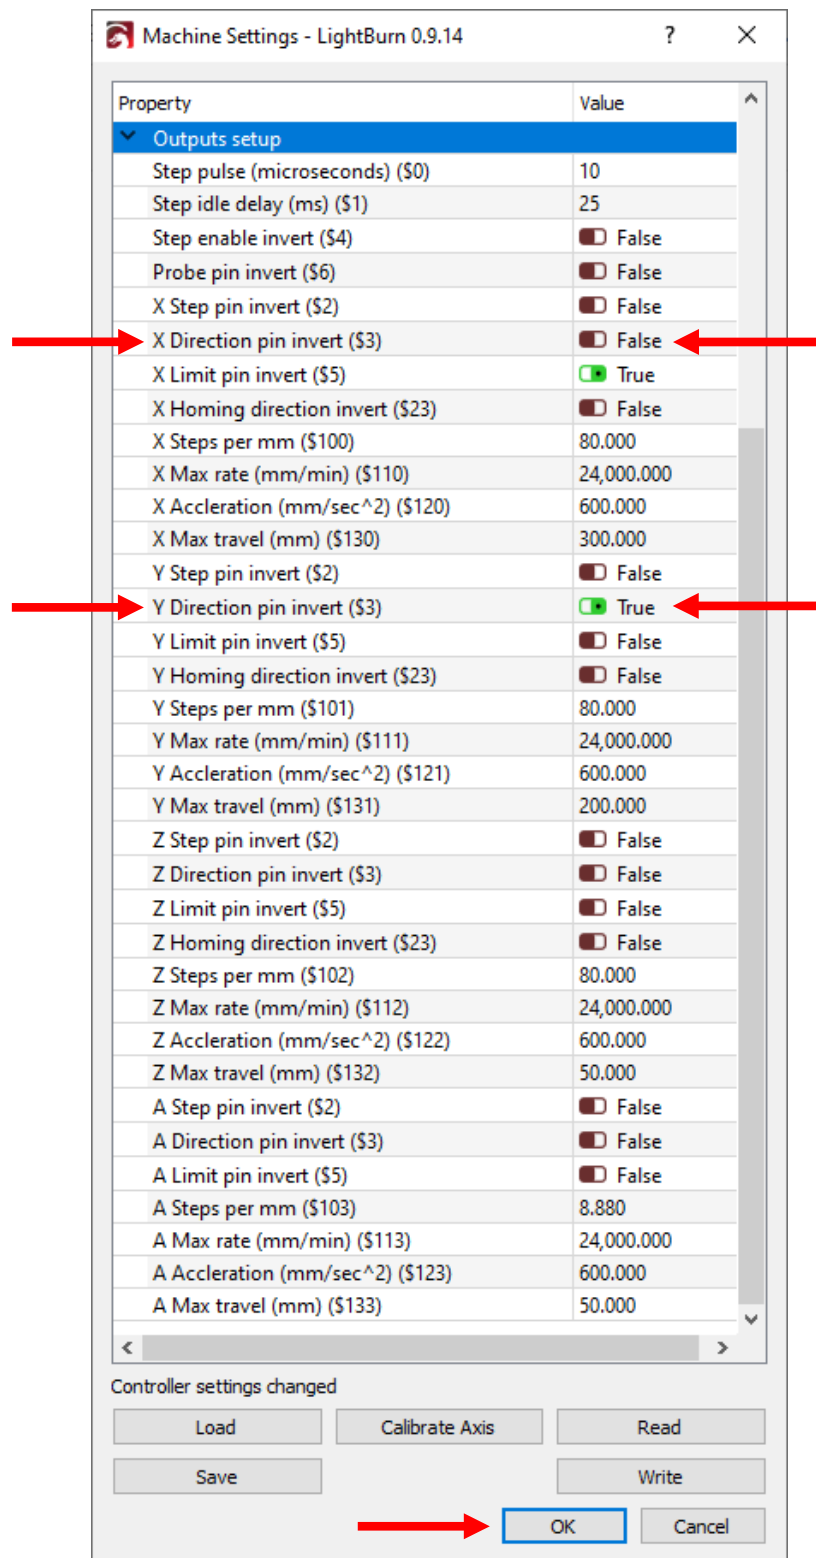 Machine Settings - LightBurn 0.9.14 ?
Property Value
Outputs setup
Step pulse (microseconds) ($0) 10
Step idle delay (ms) ($1) 25
Step enable invert ($4) False
Probe pin invert ($6) False
X Step pin invert ($2) False
X Direction pin invert ($3) False
X Limit pin invert ($5) True
X Homing direction invert ($23) False
X Steps per mm ($100) 80.000
X Max rate (mm/min) ($110) 24,000.000
X Accleration (mm/sec^2) ($120) 600.000
X Max travel (mm) ($130) 300.000
Y Step pin invert ($2) False
Y Direction pin invert ($3) True
Y Limit pin invert ($5) False
Y Homing direction invert ($23) False
Y Steps per mm ($101) 80.000
Y Max rate (mm/min) ($111) 24,000.000
Y Accleration (mm/sec^2) ($121) 600.000
Y Max travel (mm) ($131) 200.000
Z Step pin invert ($2) False
Z Direction pin invert ($3) False
Z Limit pin invert ($5) False
Z Homing direction invert ($23) False
Z Steps per mm ($102) 80.000
Z Max rate (mm/min) ($112) 24,000.000
Z Accleration (mm/sec^2) ($122) 600.000
Z Max travel (mm) ($132) 50.000
A Step pin invert ($2) False
A Direction pin invert ($3) False
A Limit pin invert ($5) False
A Steps per mm ($103) 8.880
A Max rate (mm/min) ($113) 24,000.000
A Accleration (mm/sec^2) ($123) 600.000
A Max travel (mm) ($133) 50.000
Controller settings changed
Load Calibrate Axis Read
Save Write
OK Cancel